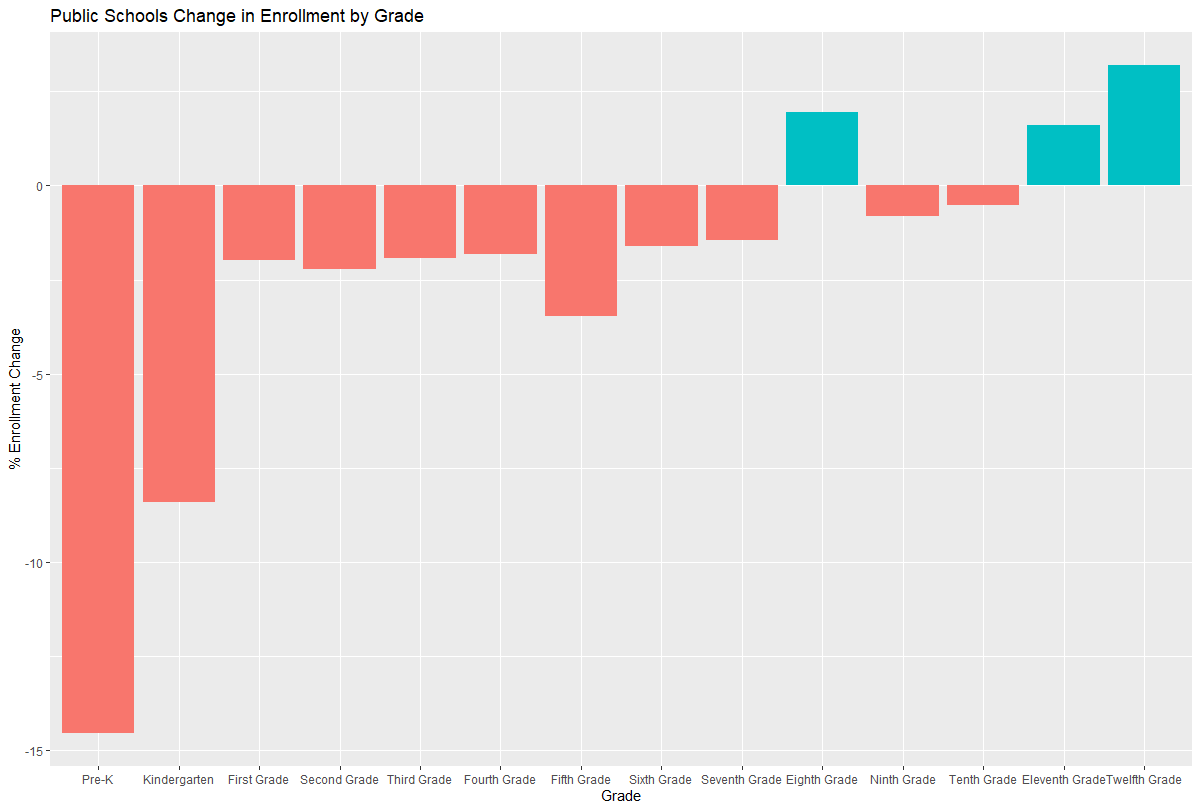 Public Schools Change in Enrollment by Grade
% Enrollment Change
0
-5
-10
-15
Pre-K Kindergarten First Grade Second Grade Third Grade Fourth Grade Fifth Grade Sixth Grade Seventh Grade Eighth Grade Ninth Grade Tenth Grade Eleventh Grade Twelfth Grade
Grade